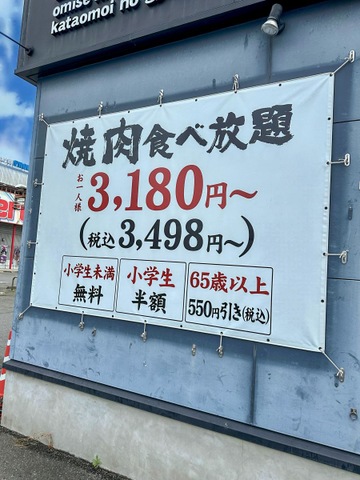 omise
kataomoi no
焼肉食べ放題
お一人様
3,180円~
(税込3,498円~)
小学生未満
無料
小学生
半額
65歳以上
550円引き(税込)